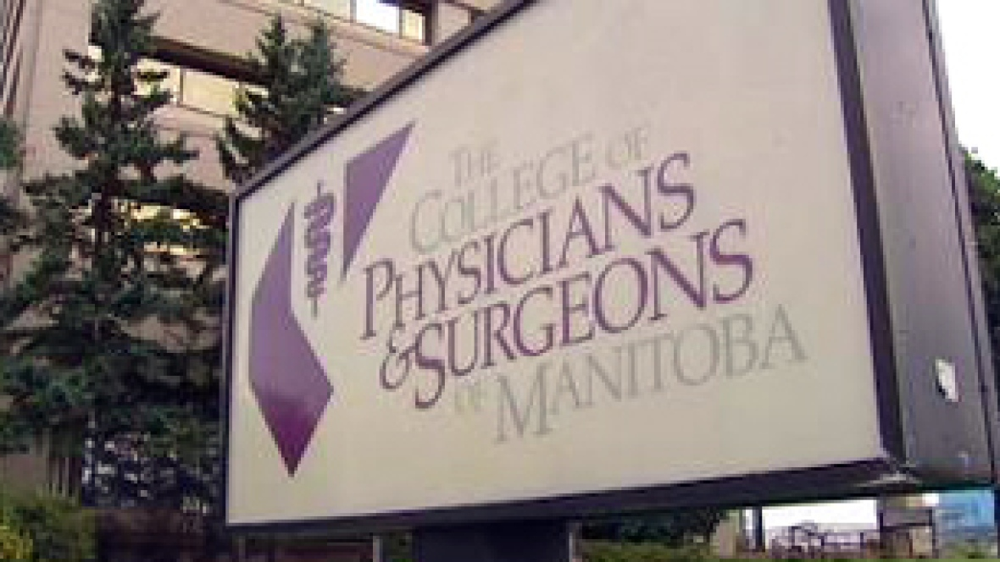 THE
COLLEGE OF
PHYSICIANS
& SURGEONS
OF MANITOBA